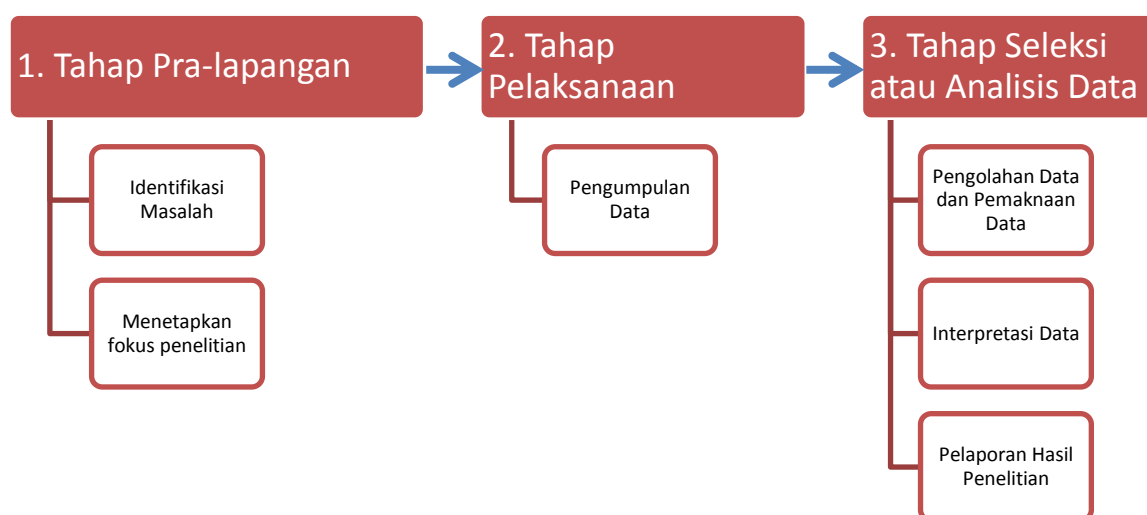 1. Tahap Pra-lapangan
Identifikasi
Masalah
Menetapkan
fokus penelitian
2. Tahap
Pelaksanaan
Pengumpulan
Data
3. Tahap Seleksi
atau Analisis Data
Pengolahan Data
dan Pemaknaan
Data
Interpretasi Data
Pelaporan Hasil
Penelitian